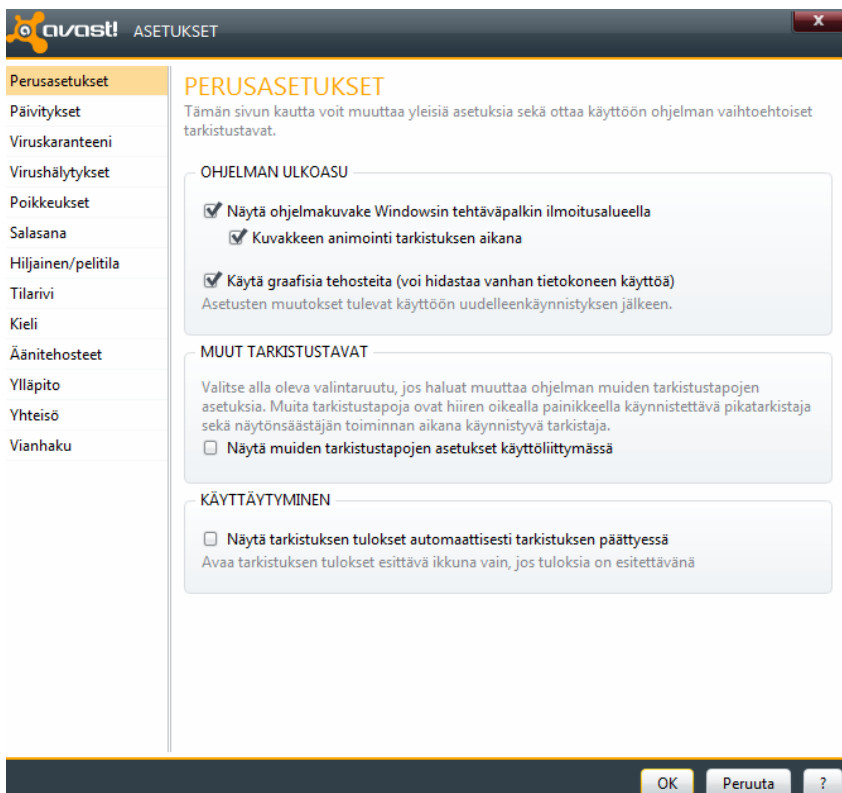 avast! ASETUKSET
x
Perusasetukset
Päivitykset
Viruskaranteeni
Virushälytykset
Poikkeukset
Salasana
Hiljainen/pelitila
Tilarivi
Kieli
Äänitehosteet
Ylläpito
Yhteisö
Vianhaku
PERUSASETUKSET
Tämän sivun kautta voit muuttaa yleisiä asetuksia sekä ottaa käyttöön ohjelman vaihtoehtoiset
tarkistustavat.
OHJELMAN ULKOASU
Näytä ohjelmakuvake Windowsin tehtäväpalkin ilmoitusalueella
Kuvakkeen animointi tarkistuksen aikana
Käytä graafisia tehosteita (voi hidastaa vanhan tietokoneen käyttöä)
Asetusten muutokset tulevat käyttöön uudelleenkäynnistyksen jälkeen.
MUUT TARKISTUSTAVAT
Valitse alla oleva valintaruutu, jos haluat muuttaa ohjelman muiden tarkistustapojen
asetuksia. Muita tarkistustapoja ovat hiiren oikealla painikkeella käynnistettävä pikatarkistaja
sekä näytönsäästäjän toiminnan aikana käynnistyvä tarkistaja.
Näytä muiden tarkistustapojen asetukset käyttöliittymässä
KÄYTTÄYTYMINEN
Näytä tarkistuksen tulokset automaattisesti tarkistuksen päättyessä
Avaa tarkistuksen tulokset esittävä ikkuna vain, jos tuloksia on esitettävänä
OK Peruuta ?